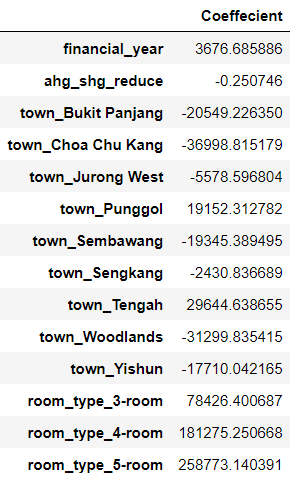 Coeffecient
financial_year 3676.685886
ahg_shg_reduce -0.250746
town_Bukit Panjang -20549.226350
town_Choa Chu Kang -36998.815179
town_Jurong West -5578.596804
town_Punggol 19152.312782
town_Sembawang -19345.389495
town_Sengkang -2430.836689
town_Tengah 29644.638655
town_Woodlands -31299.835415
town_Yishun -17710.042165
room_type_3-room 78426.400687
room_type_4-room 181275.250668
room_type_5-room 258773.140391